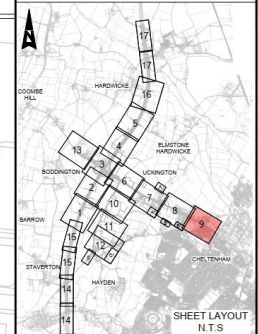 N
17
17
HARDWICKE
16
COOMBE
HILL
5
ELMSTONE
HARDWICKE
4
13
3
BODDINGTON
UCKINGTON
6
2
7
8
10
9
BARROW
1
11
CHELTENHAM
12
15
STAVERTON
15
HAYDEN
14
14
SHEET LAYOUT
N.T.S